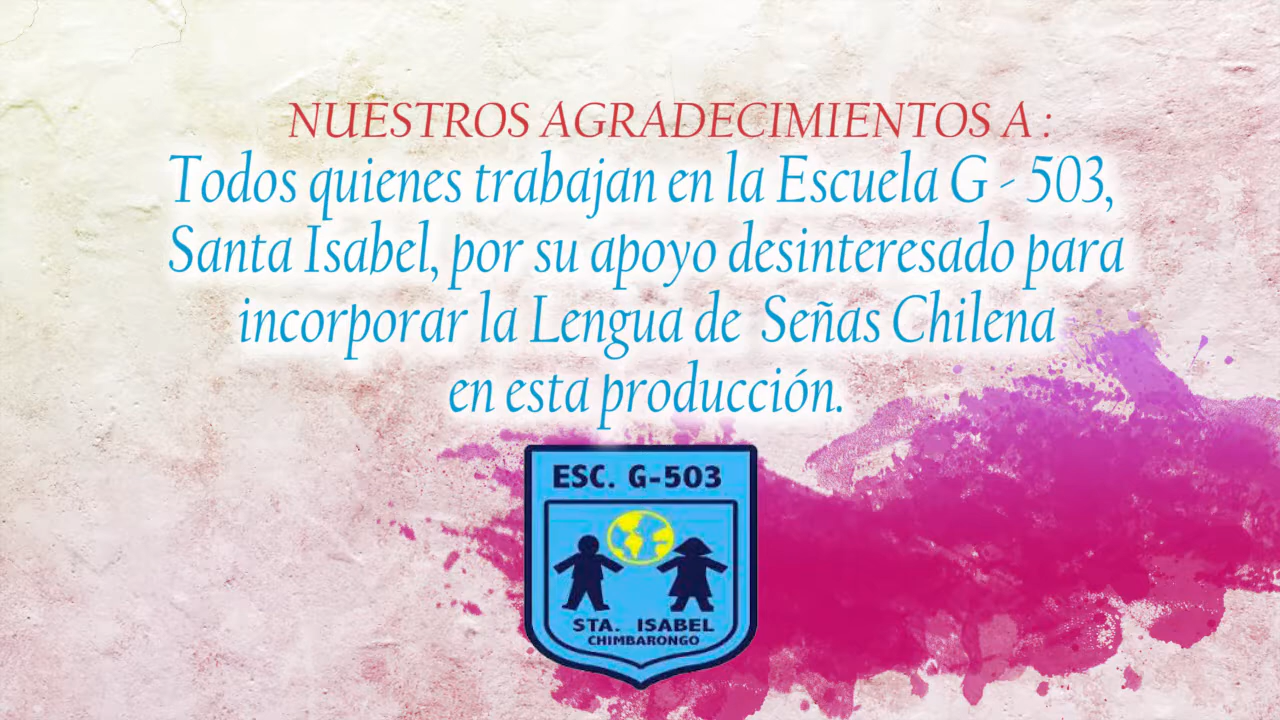 NUESTROS AGRADECIMIENTOS A :
Todos quienes trabajan en la Escuela G - 503,
Santa Isabel, por su apoyo desinteresado para
incorporar la Lengua de Señas Chilena
en esta producción.
ESC. G-503
STA. ISABEL
CHIMBARONGO